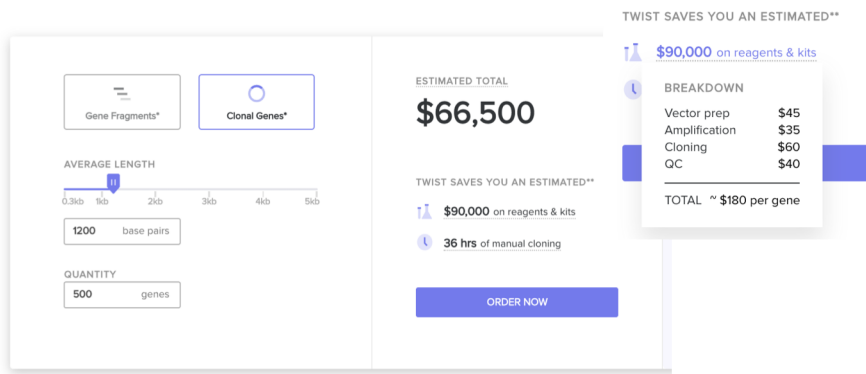 Gene Fragments*
Clonal Genes*
AVERAGE LENGTH
0.3kb 1kb 2kb 3kb 4kb 5kb
1200 base pairs
QUANTITY
500 genes
ESTIMATED TOTAL
$66,500
TWIST SAVES YOU AN ESTIMATED**
$90,000 on reagents & kits
36 hrs of manual cloning
ORDER NOW
TWIST SAVES YOU AN ESTIMATED**
$90,000 on reagents & kits
BREAKDOWN
Vector prep $45
Amplification $35
Cloning $60
QC $40
TOTAL ~ $180 per gene